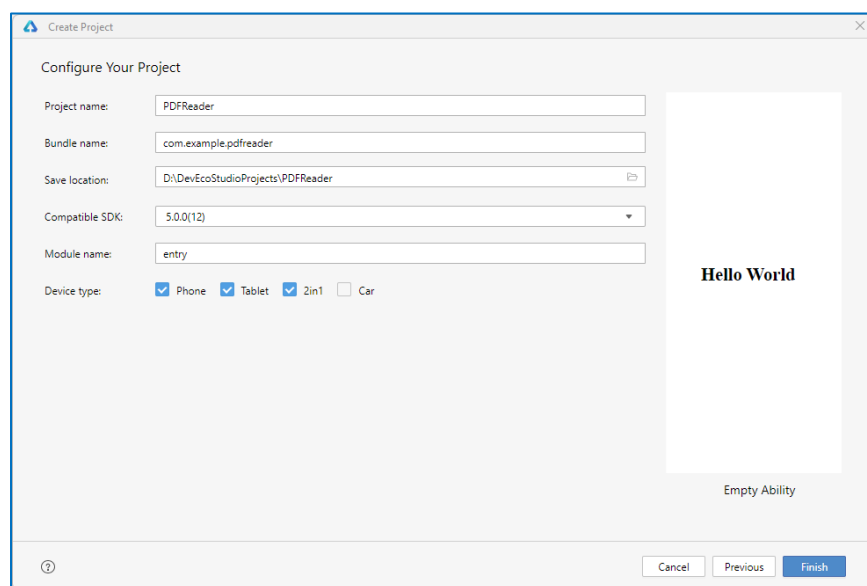 Create Project
Configure Your Project
Project name: PDFReader
Bundle name: com.example.pdfreader
Save location: D:\DevEcoStudioProjects\PDFReader
Compatible SDK: 5.0.0(12)
Module name: entry
Device type: Phone Tablet 2in1 Car
Hello World
Empty Ability
? Cancel Previous Finish